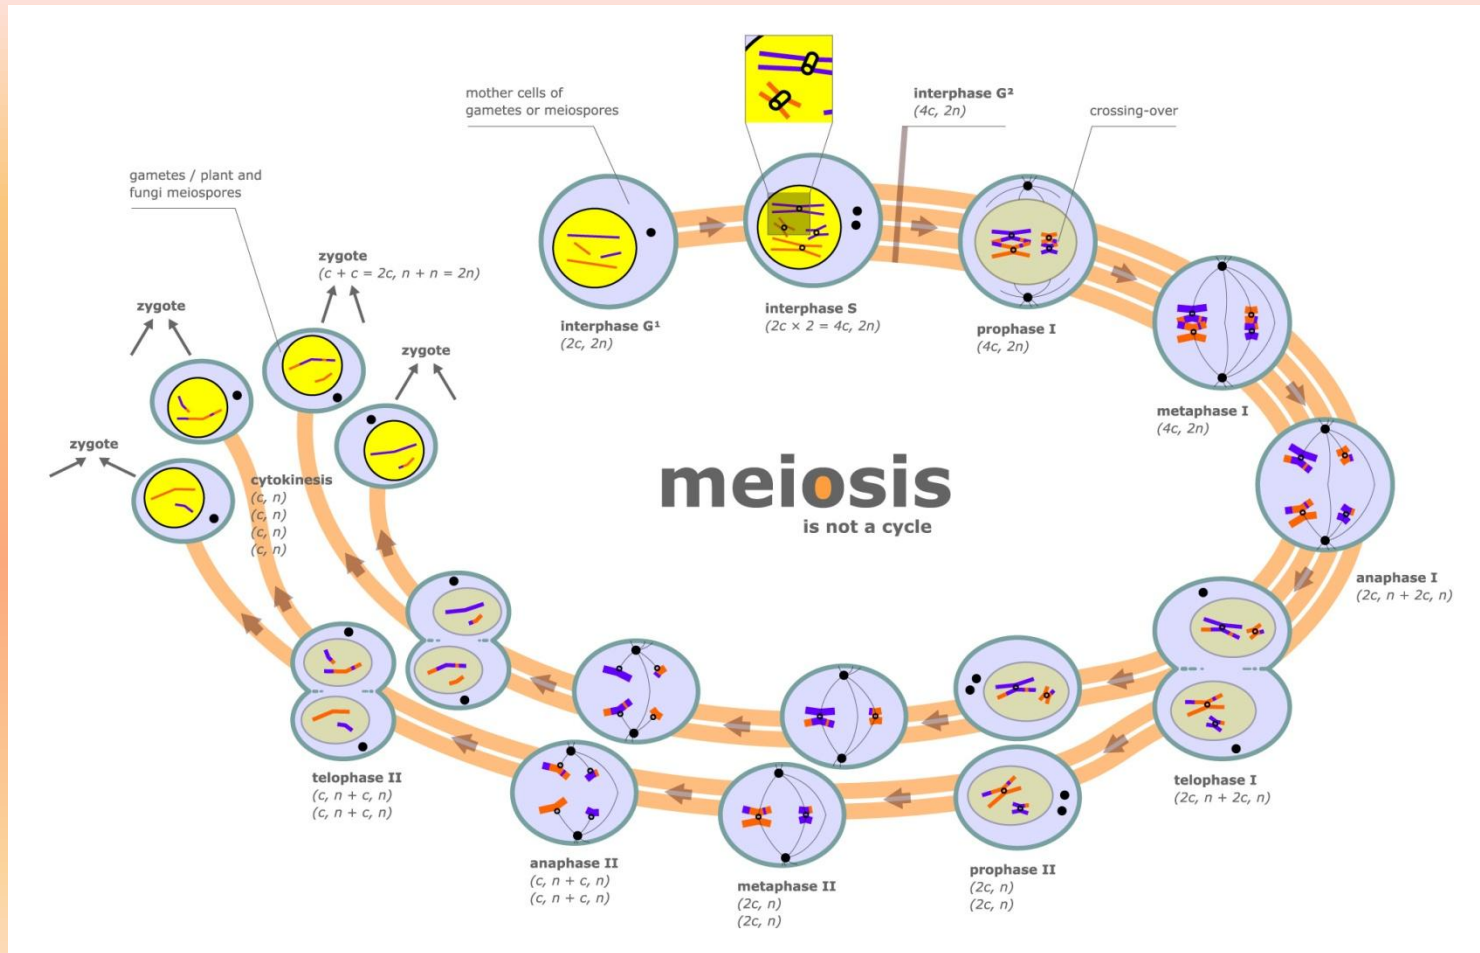 mother cells of
gametes or meiospores
interphase G²
(4c, 2n)
crossing-over
gametes / plant and
fungi meiospores
zygote
(c + c = 2c, n + n = 2n)
zygote
zygote
zygote
interphase G¹
(2c, 2n)
interphase S
(2c × 2 = 4c, 2n)
prophase I
(4c, 2n)
metaphase I
(4c, 2n)
cytokinesis
(c, n)
(c, n)
(c, n)
(c, n)
meiosis
is not a cycle
anaphase I
(2c, n + 2c, n)
telophase I
(2c, n + 2c, n)
prophase II
(2c, n)
(2c, n)
metaphase II
(2c, n)
(2c, n)
anaphase II
(c, n + c, n)
(c, n + c, n)
telophase II
(c, n + c, n)
(c, n + c, n)